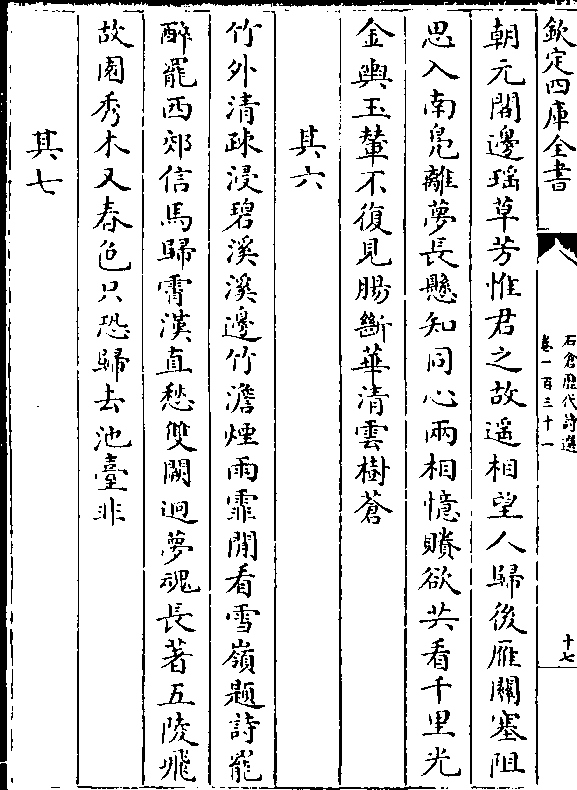 欽定四庫全書
石倉歷代詩選
卷一百三十一
十七
朝元閣邊瑶草芳惟君之故遥相望人歸後雁關塞阻
思入南鳬離夢長懸知同心兩相憶賸欲共看千里光
金輿玉輦不復見腸斷華清雲樹蒼
其六
竹外清疎浸碧溪溪邊竹澹煙雨霏閒看雪嶺題詩罷
醉罷西郊信馬歸霄漢直愁雙闕迥夢魂長著五陵飛
故園秀木又春色只恐歸去池臺非
其七